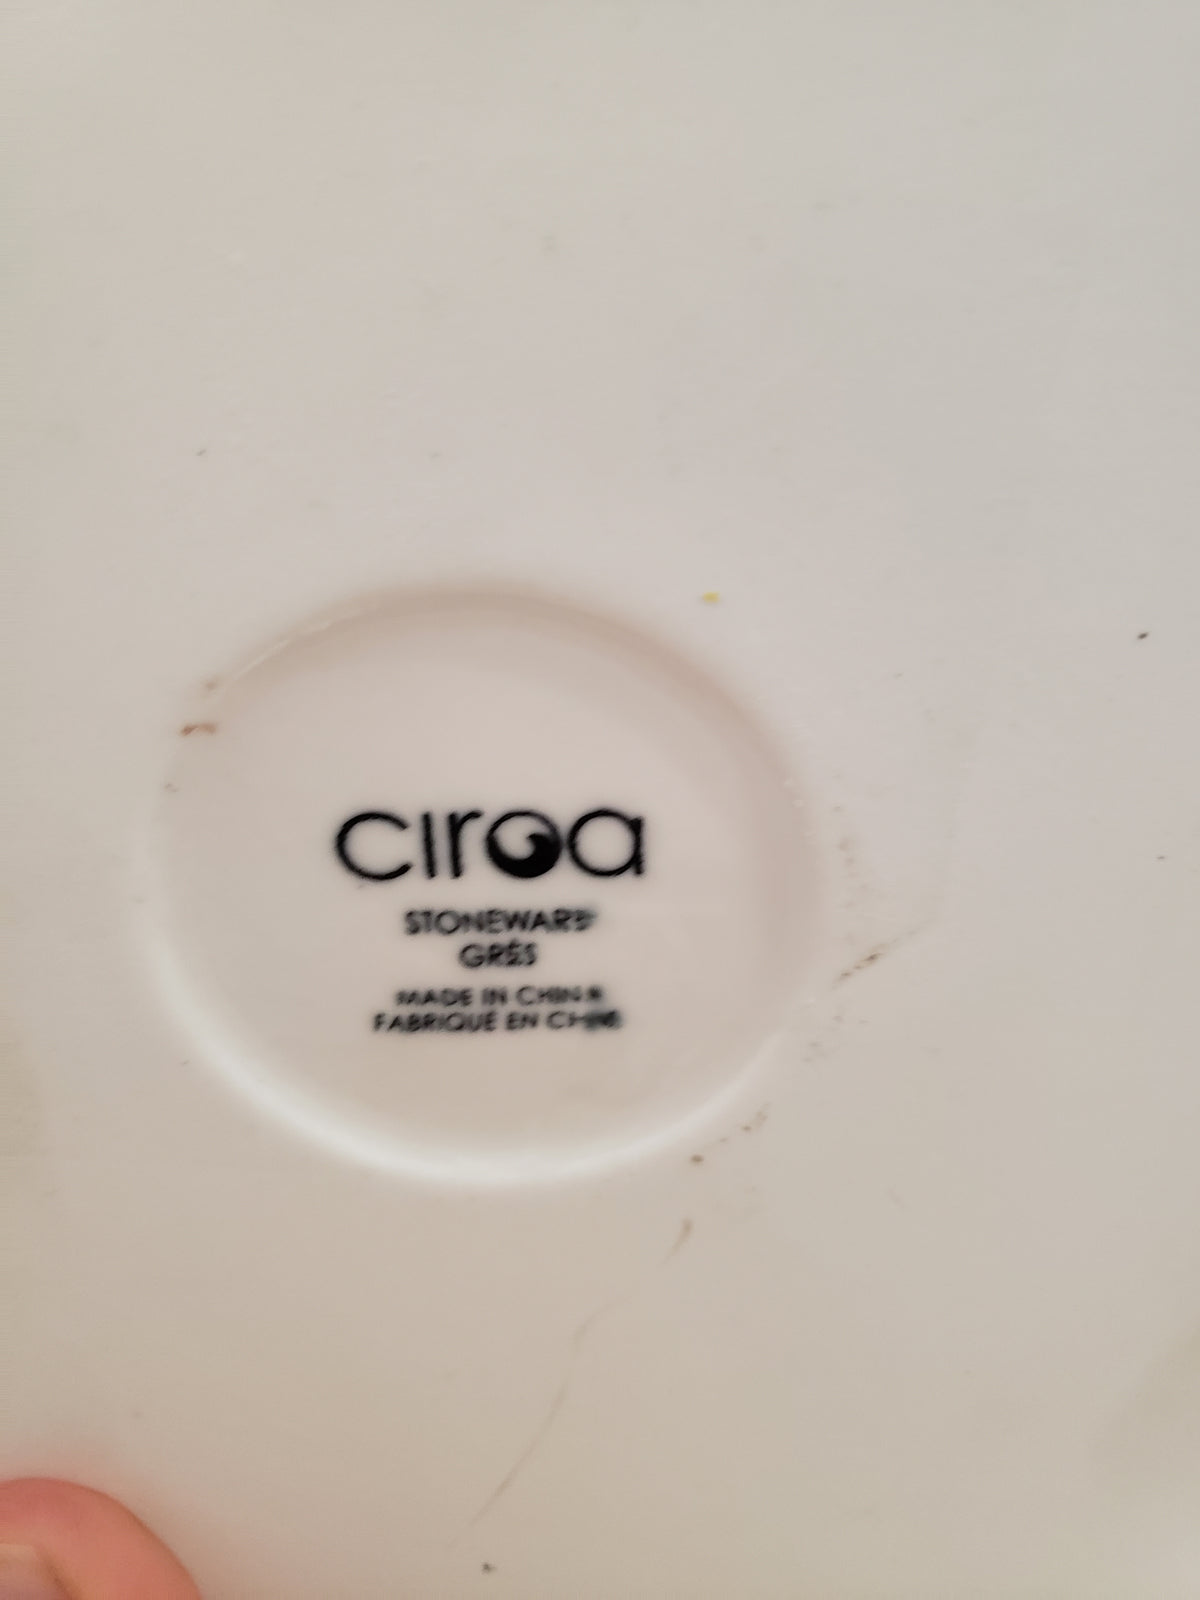 ciroa
STONEWARE
GRÈS
MADE IN CHINA
FABRIQUÉ EN CHINE